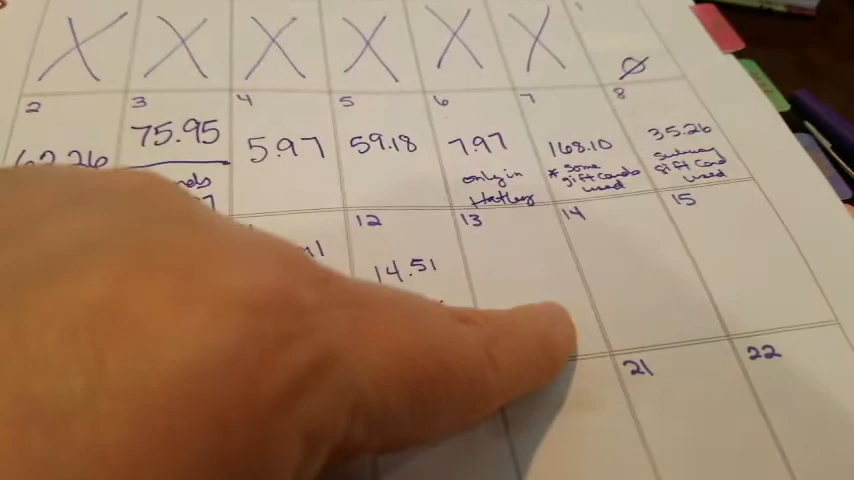 Ø
2 3 4 5 6 7 8
62.26 75.95 5.97 59.18 7.97 168.10 35.26
only in * some subway
Hatley gift cards gift card
used used
12 13 14 15
14.51
21 22